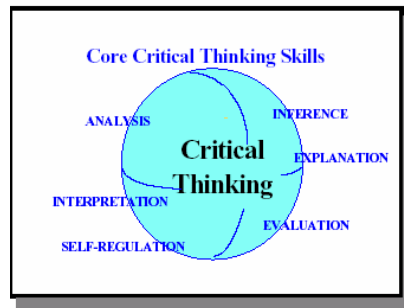 Core Critical Thinking Skills
ANALYSIS
INFERENCE
Critical
Thinking
EXPLANATION
INTERPRETATION
EVALUATION
SELF-REGULATION